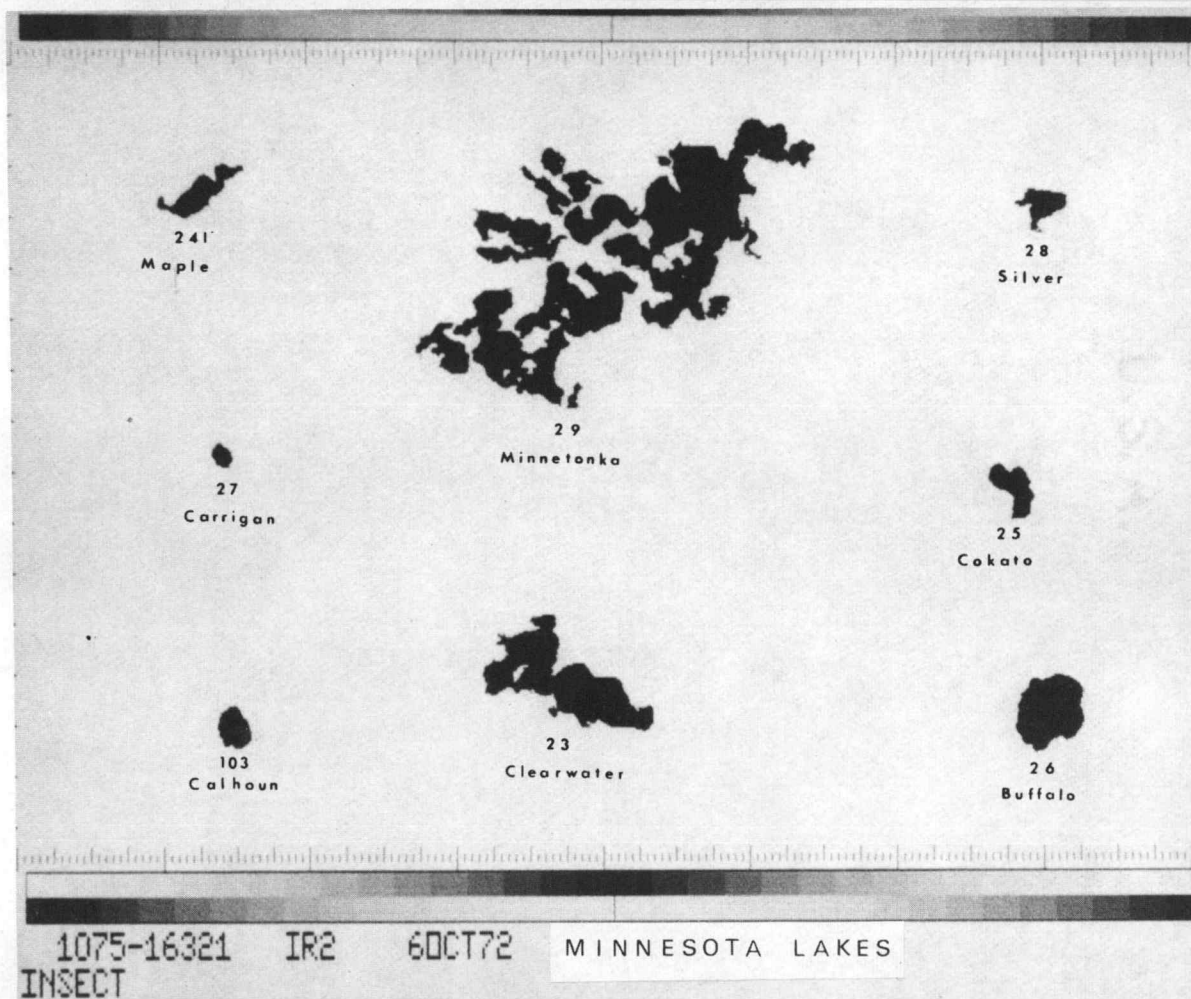 241
Maple
28
Silver
29
Minnetonka
27
Carrigan
25
Cokato
103
Calhoun
23
Clearwater
26
Buffalo
1075-16321 IR2 6OCT72 MINNESOTA LAKES
INSECT